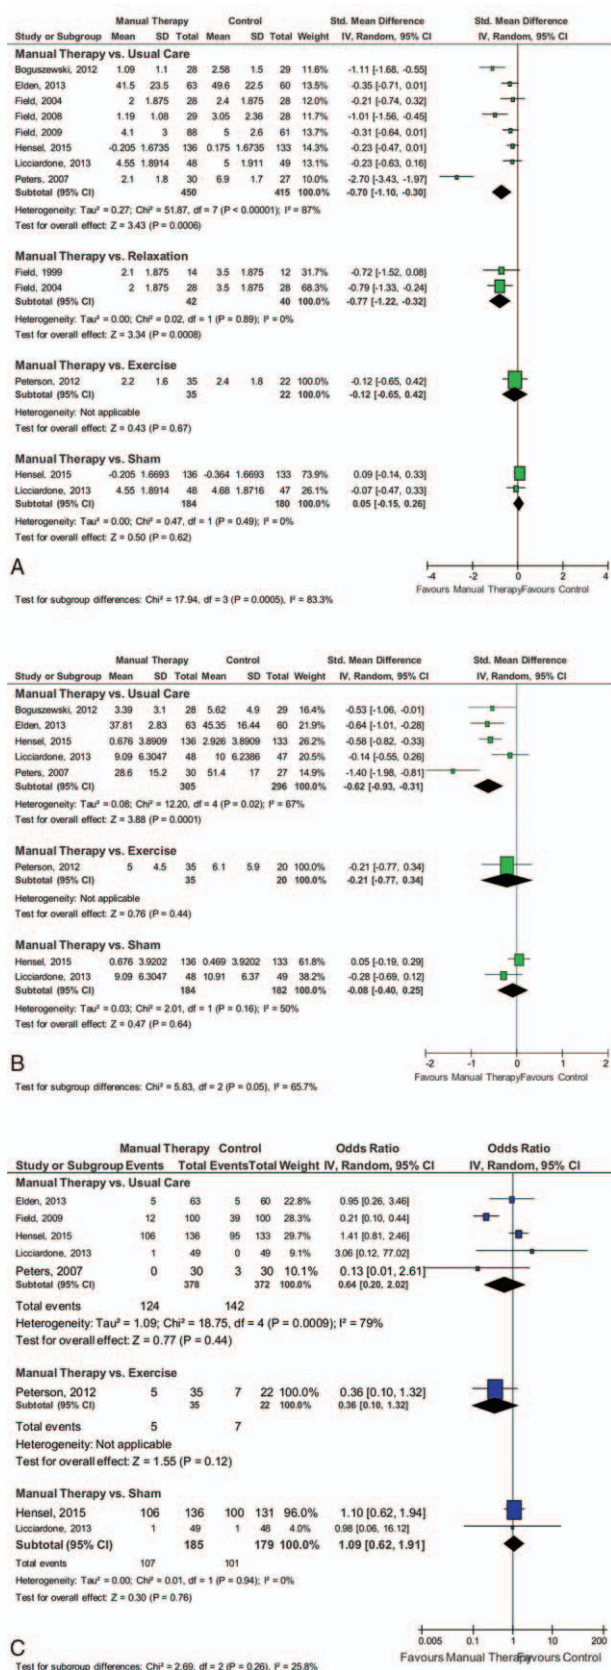 Manual Therapy Control Std. Mean Difference Std. Mean Difference
Study or Subgroup Mean SD Total Mean SD Total Weight IV, Random, 95% CI IV, Random, 95% CI
Manual Therapy vs. Usual Care
Boguszewski, 2012 1.09 1.1 28 2.58 1.5 29 11.6% -1.11 [-1.68, -0.55]
Elden, 2013 41.5 23.5 63 49.6 22.5 60 12.9% -0.35 [-0.71, 0.01]
Field, 2004 2 1.875 28 2.4 1.875 28 12.0% -0.21 [-0.74, 0.32]
Field, 2008 1.19 1.08 29 3.05 2.36 28 11.7% -1.01 [-1.56, -0.45]
Field, 2009 4.1 3 88 5 2.6 61 13.0% -0.31 [-0.64, 0.01]
Hensel, 2015 -0.205 1.6735 136 0.175 1.6735 133 13.4% -0.23 [-0.47, 0.01]
Licciardone, 2013 4.55 1.8914 48 5 1.911 49 12.7% -0.23 [-0.63, 0.16]
Peters, 2007 2.1 1.8 30 6.9 1.7 27 10.7% -2.70 [-3.43, -1.97]
Subtotal (95% CI) 450 415 100.0% -0.70 [-1.10, -0.30]
Heterogeneity: Tau² = 0.27; Chi² = 51.87, df = 7 (P < 0.00001); I² = 87%
Test for overall effect: Z = 3.43 (P = 0.0006)
Manual Therapy vs. Relaxation
Field, 1999 2.1 1.875 14 3.5 1.875 12 31.7% -0.72 [-1.52, 0.08]
Field, 2004 2 1.875 28 3.5 1.875 28 68.3% -0.79 [-1.33, -0.24]
Subtotal (95% CI) 42 40 100.0% -0.77 [-1.22, -0.32]
Heterogeneity: Tau² = 0.00; Chi² = 0.02, df = 1 (P = 0.89); I² = 0%
Test for overall effect: Z = 3.34 (P = 0.0008)
Manual Therapy vs. Exercise
Peterson, 2012 2.2 1.6 35 2.4 1.8 22 100.0% -0.12 [-0.65, 0.42]
Subtotal (95% CI) 35 22 100.0% -0.12 [-0.65, 0.42]
Heterogeneity: Not applicable
Test for overall effect: Z = 0.43 (P = 0.67)
Manual Therapy vs. Sham
Hensel, 2015 -0.205 1.6693 136 -0.364 1.6693 133 73.9% 0.09 [-0.14, 0.33]
Licciardone, 2013 4.55 1.8914 48 4.68 1.8716 47 26.1% -0.07 [-0.47, 0.33]
Subtotal (95% CI) 184 180 100.0% 0.05 [-0.15, 0.26]
Heterogeneity: Tau² = 0.00; Chi² = 0.47, df = 1 (P = 0.49); I² = 0%
Test for overall effect: Z = 0.50 (P = 0.62)
A
-4 -2 0 2 4
Favours Manual Therapy Favours Control
Test for subgroup differences: Chi² = 17.94, df = 3 (P = 0.0005), I² = 83.3%
Manual Therapy Control Std. Mean Difference Std. Mean Difference
Study or Subgroup Mean SD Total Mean SD Total Weight IV, Random, 95% CI IV, Random, 95% CI
Manual Therapy vs. Usual Care
Boguszewski, 2012 3.39 3.1 28 5.62 4.9 29 16.4% -0.53 [-1.06, -0.01]
Elden, 2013 37.81 2.83 63 45.35 16.44 60 21.9% -0.64 [-1.01, -0.28]
Hensel, 2015 0.676 3.8909 136 2.926 3.8909 133 26.2% -0.58 [-0.82, -0.33]
Licciardone, 2013 9.09 6.3047 48 10 6.2386 47 20.5% -0.14 [-0.55, 0.26]
Peters, 2007 28.6 15.2 30 51.4 17 27 14.9% -1.40 [-1.98, -0.81]
Subtotal (95% CI) 305 296 100.0% -0.62 [-0.93, -0.31]
Heterogeneity: Tau² = 0.08; Chi² = 12.20, df = 4 (P = 0.02); I² = 67%
Test for overall effect: Z = 3.88 (P = 0.0001)
Manual Therapy vs. Exercise
Peterson, 2012 5 4.5 35 6.1 5.9 20 100.0% -0.21 [-0.77, 0.34]
Subtotal (95% CI) 35 20 100.0% -0.21 [-0.77, 0.34]
Heterogeneity: Not applicable
Test for overall effect: Z = 0.76 (P = 0.44)
Manual Therapy vs. Sham
Hensel, 2015 0.676 3.9202 136 0.469 3.9202 133 61.8% 0.05 [-0.19, 0.29]
Licciardone, 2013 9.09 6.3047 48 10.91 6.37 49 38.2% -0.28 [-0.69, 0.12]
Subtotal (95% CI) 184 182 100.0% -0.08 [-0.40, 0.25]
Heterogeneity: Tau² = 0.03; Chi² = 2.01, df = 1 (P = 0.16); I² = 50%
Test for overall effect: Z = 0.47 (P = 0.64)
B
-2 -1 0 1 2
Favours Manual Therapy Favours Control
Test for subgroup differences: Chi² = 5.83, df = 2 (P = 0.05), I² = 65.7%
Manual Therapy Control Odds Ratio Odds Ratio
Study or Subgroup Events Total Events Total Weight IV, Random, 95% CI IV, Random, 95% CI
Manual Therapy vs. Usual Care
Elden, 2013 5 63 5 60 22.8% 0.95 [0.26, 3.46]
Field, 2009 12 100 39 100 28.3% 0.21 [0.10, 0.44]
Hensel, 2015 106 136 95 133 29.7% 1.41 [0.81, 2.46]
Licciardone, 2013 1 49 0 49 9.1% 3.06 [0.12, 77.02]
Peters, 2007 0 30 3 30 10.1% 0.13 [0.01, 2.61]
Subtotal (95% CI) 378 372 100.0% 0.64 [0.20, 2.02]
Total events 124 142
Heterogeneity: Tau² = 1.09; Chi² = 18.75, df = 4 (P = 0.0009); I² = 79%
Test for overall effect: Z = 0.77 (P = 0.44)
Manual Therapy vs. Exercise
Peterson, 2012 5 35 7 22 100.0% 0.36 [0.10, 1.32]
Subtotal (95% CI) 35 22 100.0% 0.36 [0.10, 1.32]
Total events 5 7
Heterogeneity: Not applicable
Test for overall effect: Z = 1.55 (P = 0.12)
Manual Therapy vs. Sham
Hensel, 2015 106 136 100 131 96.0% 1.10 [0.62, 1.94]
Licciardone, 2013 1 49 1 48 4.0% 0.98 [0.06, 16.12]
Subtotal (95% CI) 185 179 100.0% 1.09 [0.62, 1.91]
Total events 107 101
Heterogeneity: Tau² = 0.00; Chi² = 0.01, df = 1 (P = 0.94); I² = 0%
Test for overall effect: Z = 0.30 (P = 0.76)
C
0.005 0.1 1 10 200
Favours Manual Therapy Favours Control
Test for subgroup differences: Chi² = 2.69, df = 2 (P = 0.26), I² = 25.8%